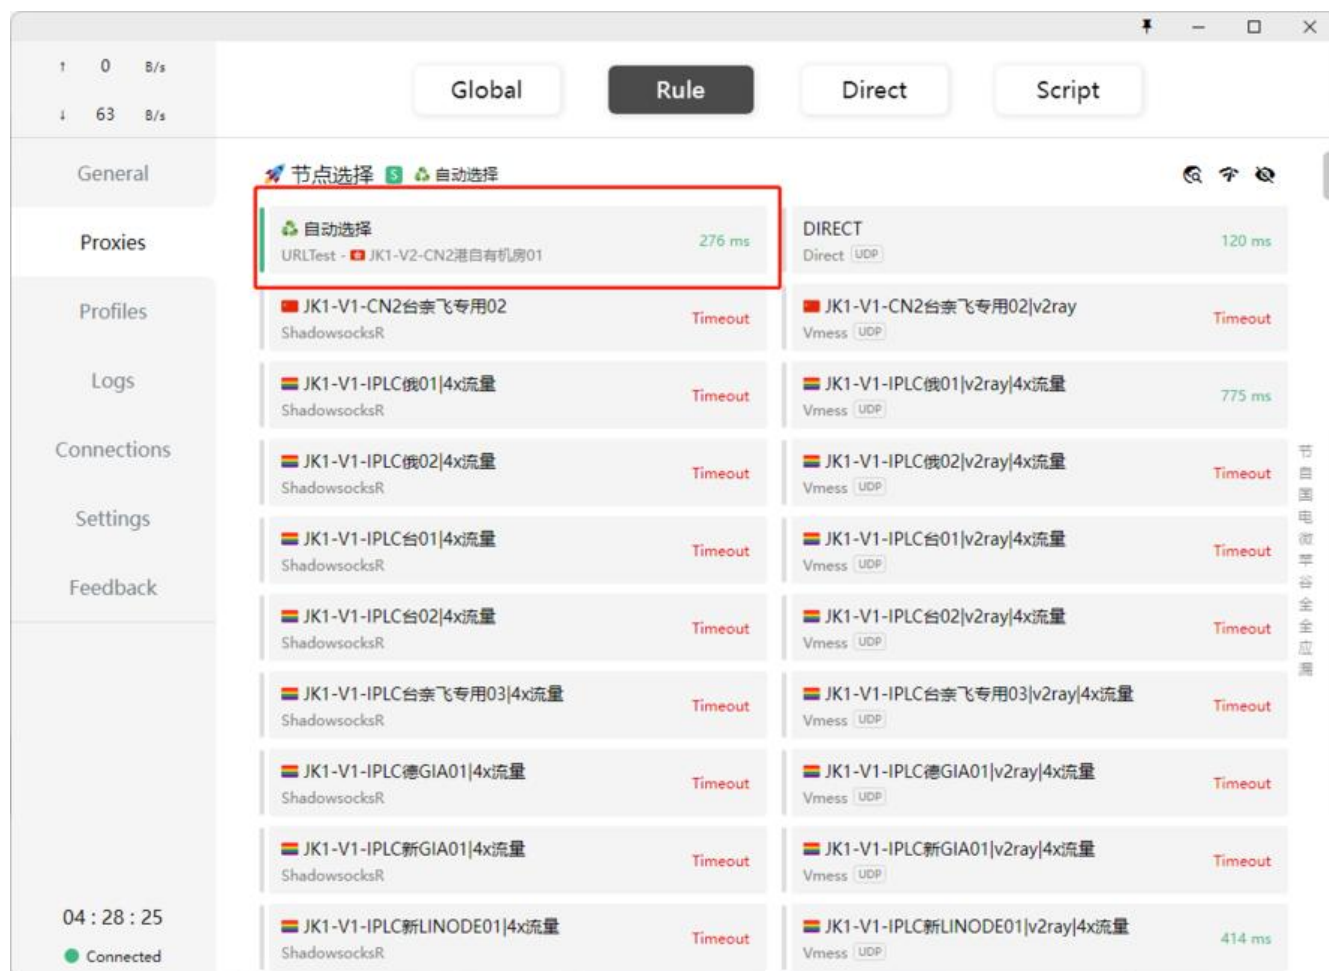 ↑ 0 B/s
↓ 63 B/s
Global
Rule
Direct
Script
General
Proxies
Profiles
Logs
Connections
Settings
Feedback
04 : 28 : 25
Connected
节点选择 S 自动选择
自动选择
URLTest - JK1-V2-CN2港自有机房01
276 ms
DIRECT
Direct UDP
120 ms
JK1-V1-CN2台奈飞专用02
ShadowsocksR
Timeout
JK1-V1-CN2台奈飞专用02|v2ray
Vmess UDP
Timeout
JK1-V1-IPLC俄01|4x流量
ShadowsocksR
Timeout
JK1-V1-IPLC俄01|v2ray|4x流量
Vmess UDP
775 ms
JK1-V1-IPLC俄02|4x流量
ShadowsocksR
Timeout
JK1-V1-IPLC俄02|v2ray|4x流量
Vmess UDP
Timeout
JK1-V1-IPLC台01|4x流量
ShadowsocksR
Timeout
JK1-V1-IPLC台01|v2ray|4x流量
Vmess UDP
Timeout
JK1-V1-IPLC台02|4x流量
ShadowsocksR
Timeout
JK1-V1-IPLC台02|v2ray|4x流量
Vmess UDP
Timeout
JK1-V1-IPLC台奈飞专用03|4x流量
ShadowsocksR
Timeout
JK1-V1-IPLC台奈飞专用03|v2ray|4x流量
Vmess UDP
Timeout
JK1-V1-IPLC德GIA01|4x流量
ShadowsocksR
Timeout
JK1-V1-IPLC德GIA01|v2ray|4x流量
Vmess UDP
Timeout
JK1-V1-IPLC新GIA01|4x流量
ShadowsocksR
Timeout
JK1-V1-IPLC新GIA01|v2ray|4x流量
Vmess UDP
Timeout
JK1-V1-IPLC新LINODE01|4x流量
ShadowsocksR
Timeout
JK1-V1-IPLC新LINODE01|v2ray|4x流量
Vmess UDP
414 ms
节
自
国
电
微
苹
谷
全
全
应
漏